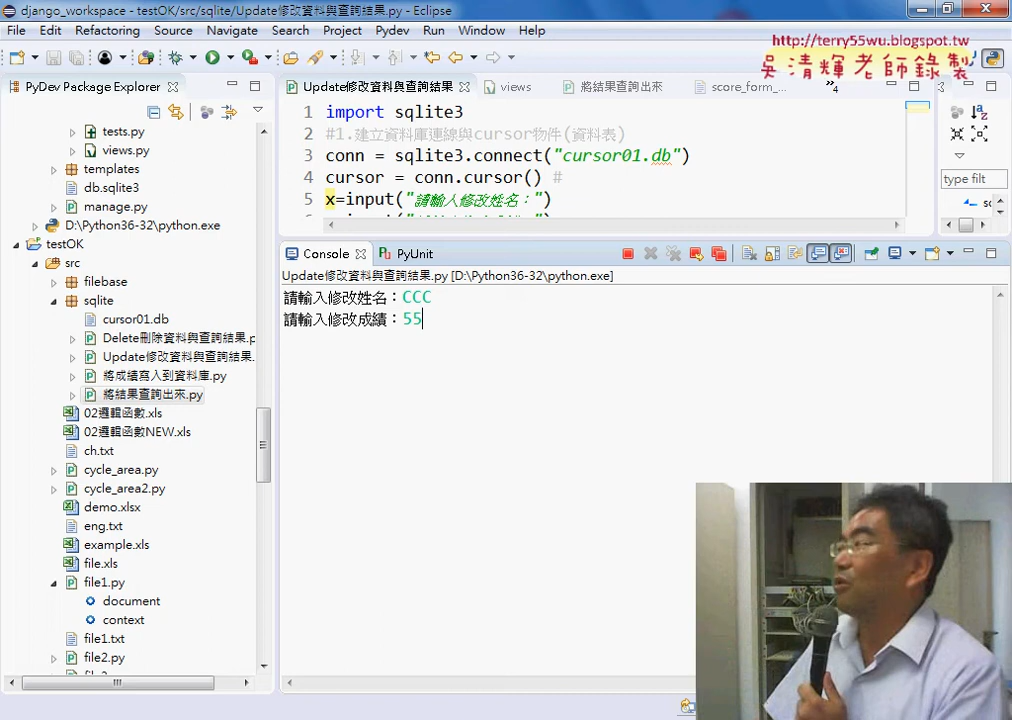 django_workspace - testOK/src/sqlite/Update修改資料與查詢結果.py - Eclipse
File Edit Refactoring Source Navigate Search Project Pydev Run Window Help
http://terry55wu.blogspot.tw
吳清輝老師錄製
PyDev Package Explorer
Update修改資料與查詢結果
views
將結果查詢出來
score_form_...
»4
tests.py
views.py
templates
db.sqlite3
manage.py
D:\Python36-32\python.exe
testOK
src
filebase
sqlite
cursor01.db
Delete刪除資料與查詢結果.p
Update修改資料與查詢結果.
將成績寫入到資料庫.py
將結果查詢出來.py
02邏輯函數.xls
02邏輯函數NEW.xls
ch.txt
cycle_area.py
cycle_area2.py
demo.xlsx
eng.txt
example.xls
file.xls
file1.py
document
context
file1.txt
file2.py
1 import sqlite3
2 #1.建立資料庫連線與cursor物件(資料表)
3 conn = sqlite3.connect("cursor01.db")
4 cursor = conn.cursor() #
5 x=input("請輸入修改姓名：")
type filt
Console
PyUnit
Update修改資料與查詢結果.py [D:\Python36-32\python.exe]
請輸入修改姓名：CCC
請輸入修改成績：55